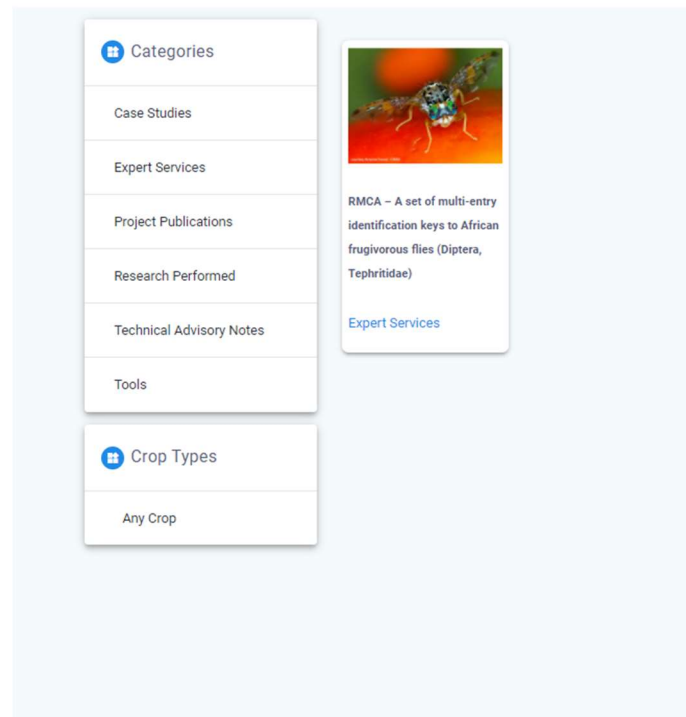 Categories
Case Studies
Expert Services
Project Publications
Research Performed
Technical Advisory Notes
Tools
Crop Types
Any Crop
RMCA – A set of multi-entry
identification keys to African
frugivorous flies (Diptera,
Tephritidae)
Expert Services